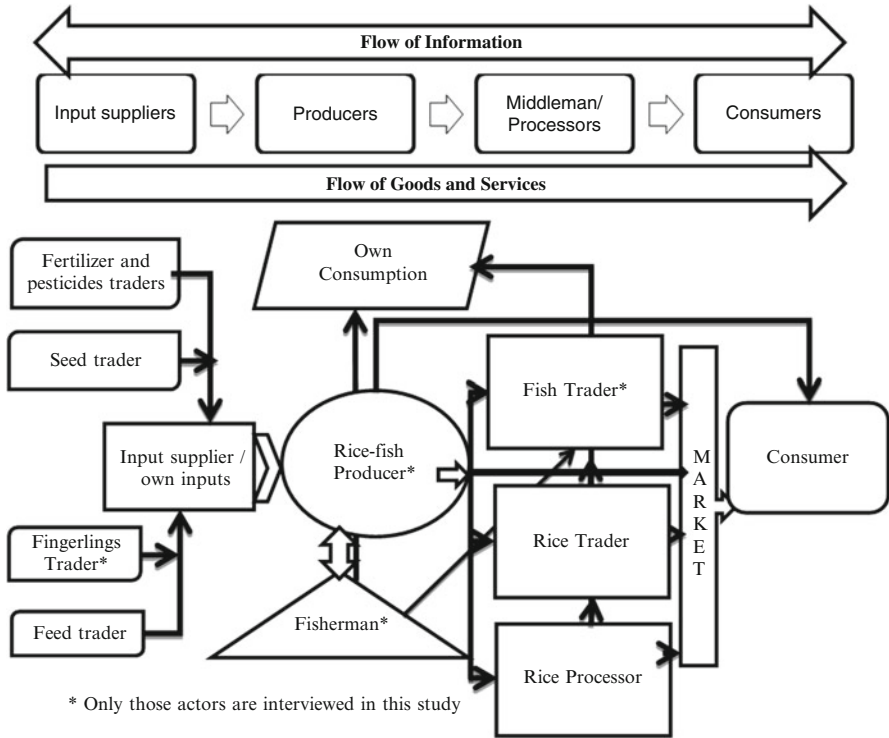 Flow of Information
Input suppliers
Producers
Middleman/
Processors
Consumers
Flow of Goods and Services
Own
Consumption
Fertilizer and
pesticides traders
Seed trader
Fish Trader*
Input supplier /
own inputs
Rice-fish
Producer*
MARKET
Consumer
Fingerlings
Trader*
Rice Trader
Feed trader
Fisherman*
Rice Processor
* Only those actors are interviewed in this study